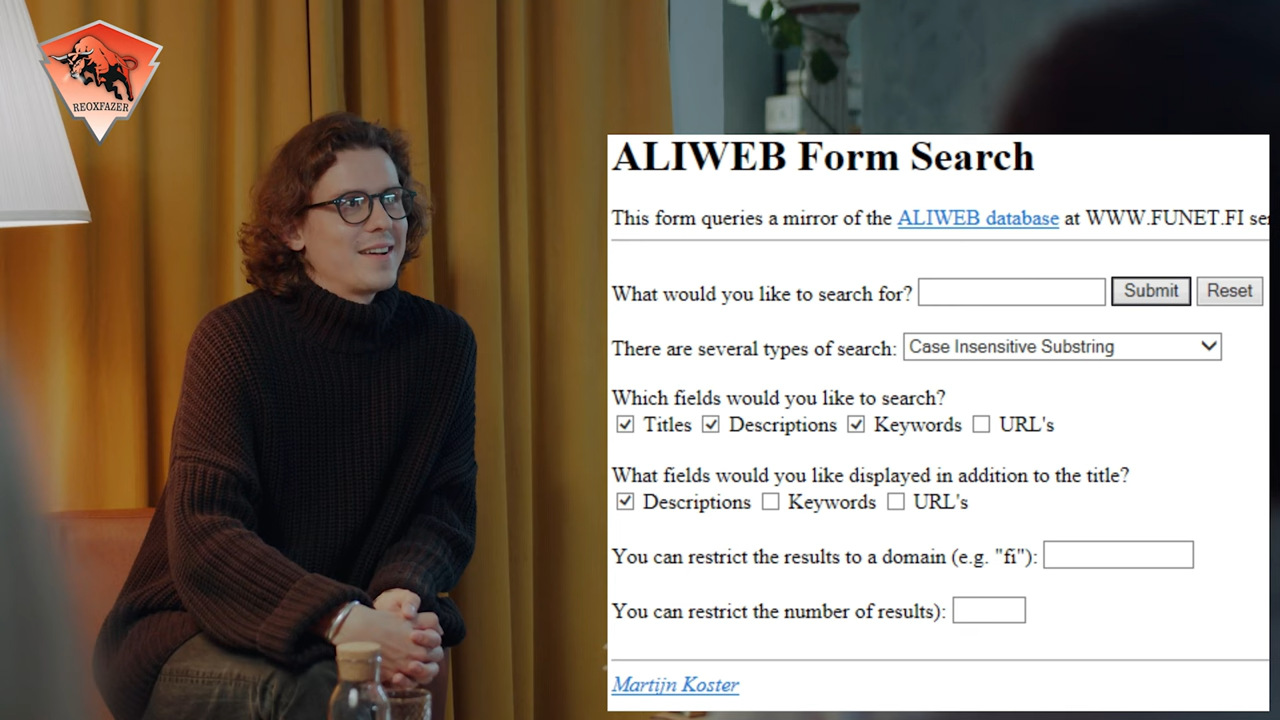 REOXFAZER
ALIWEB Form Search
This form queries a mirror of the ALIWEB database at WWW.FUNET.FI
What would you like to search for? Submit Reset
There are several types of search: Case Insensitive Substring
Which fields would you like to search?
Titles Descriptions Keywords URL's
What fields would you like displayed in addition to the title?
Descriptions Keywords URL's
You can restrict the results to a domain (e.g. "fi"):
You can restrict the number of results):
Martijn Koster